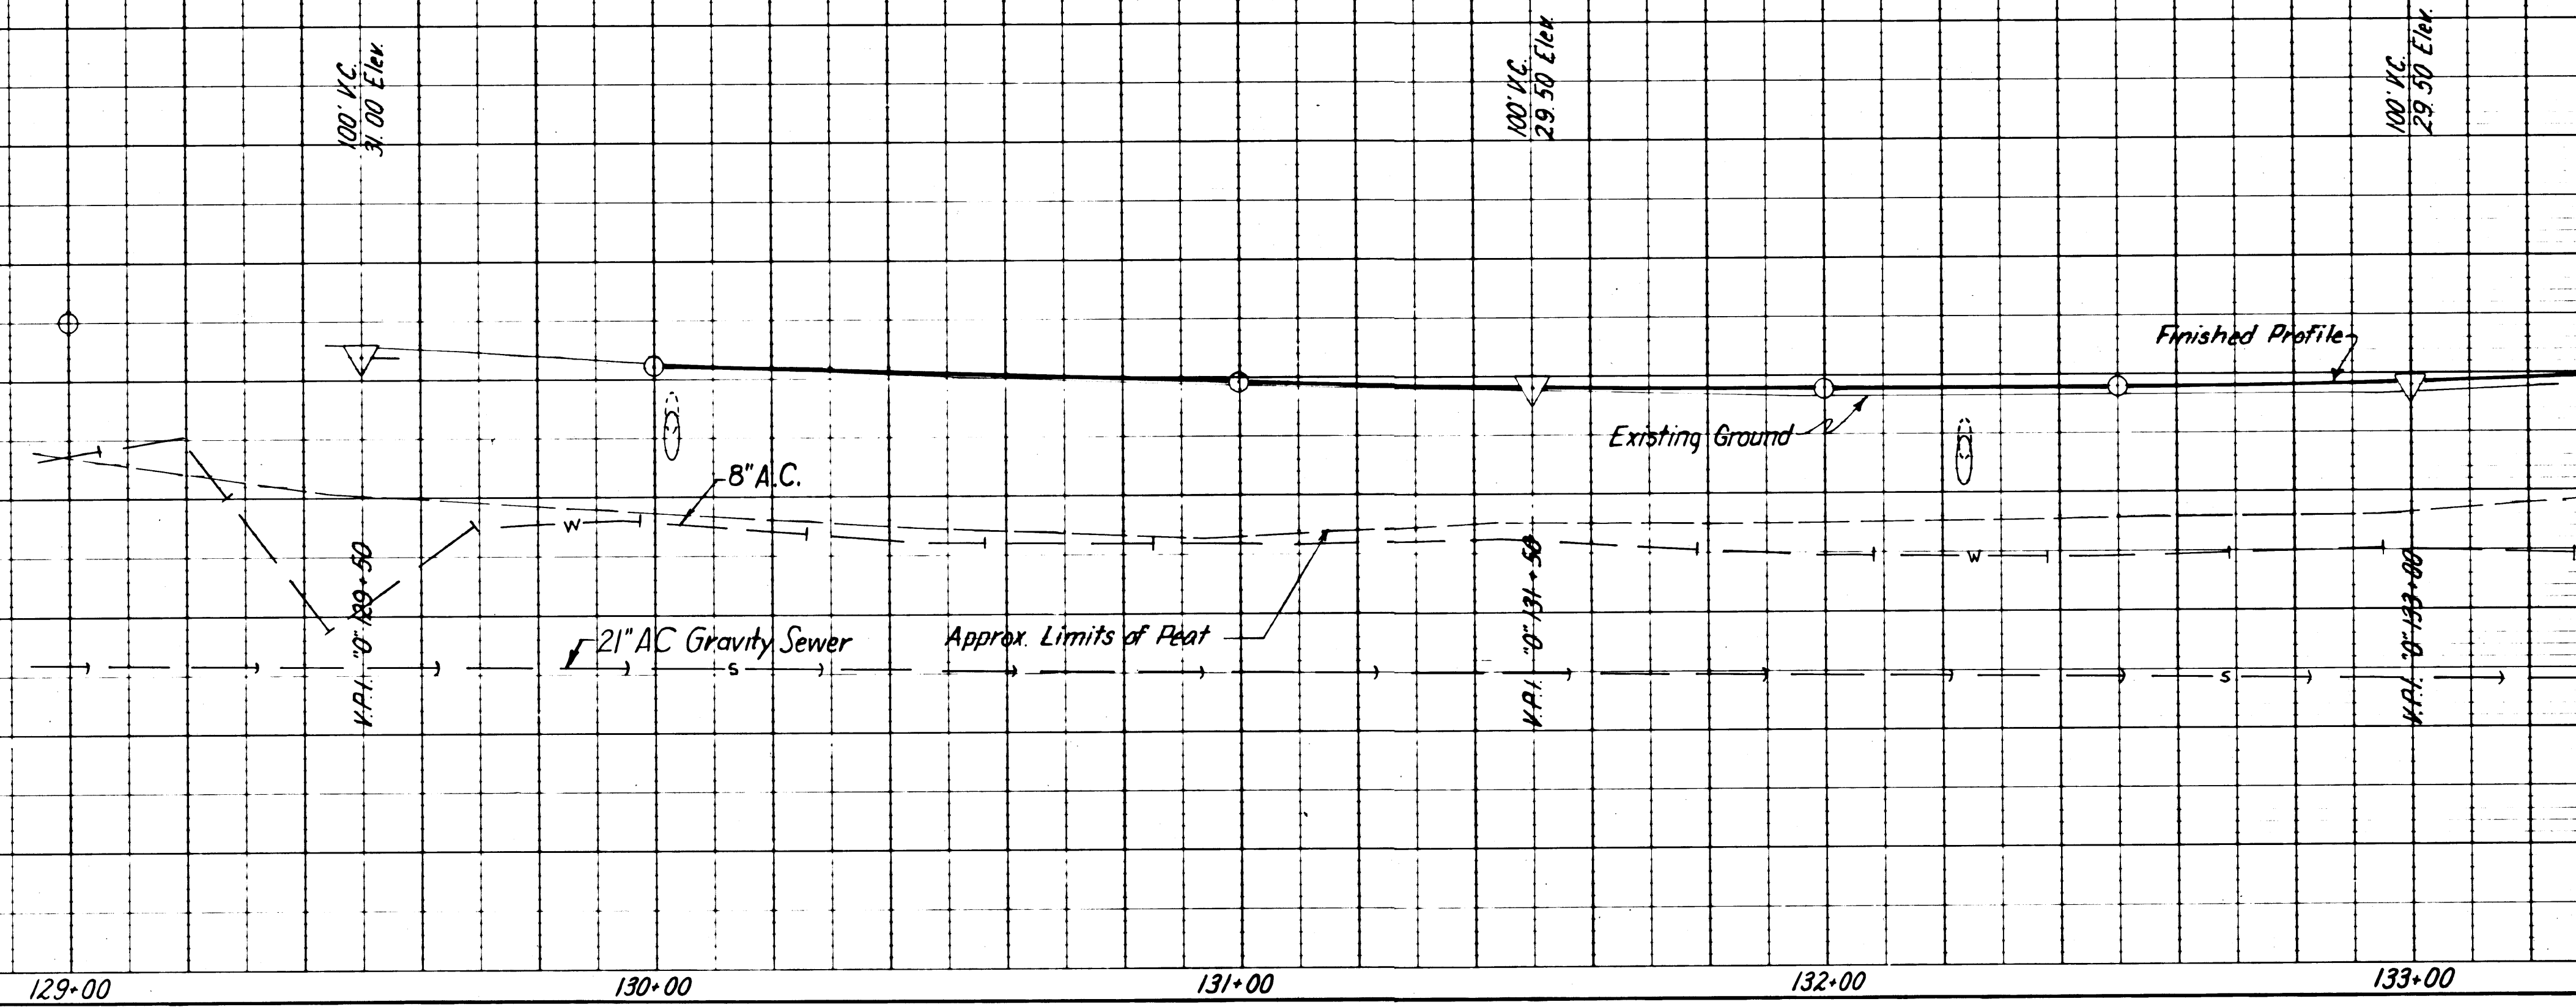 100' V.C.
31.00 Elev.
100' V.C.
29.50 Elev.
100' V.C.
29.50 Elev.
Finished Profile
Existing Ground
8" A.C.
W
W
V.P.I. "O" 129+50
V.P.I. "O" 131+50
V.P.I. "O" 133+00
21" AC Gravity Sewer
Approx. Limits of Peat
S
S
129+00
130+00
131+00
132+00
133+00